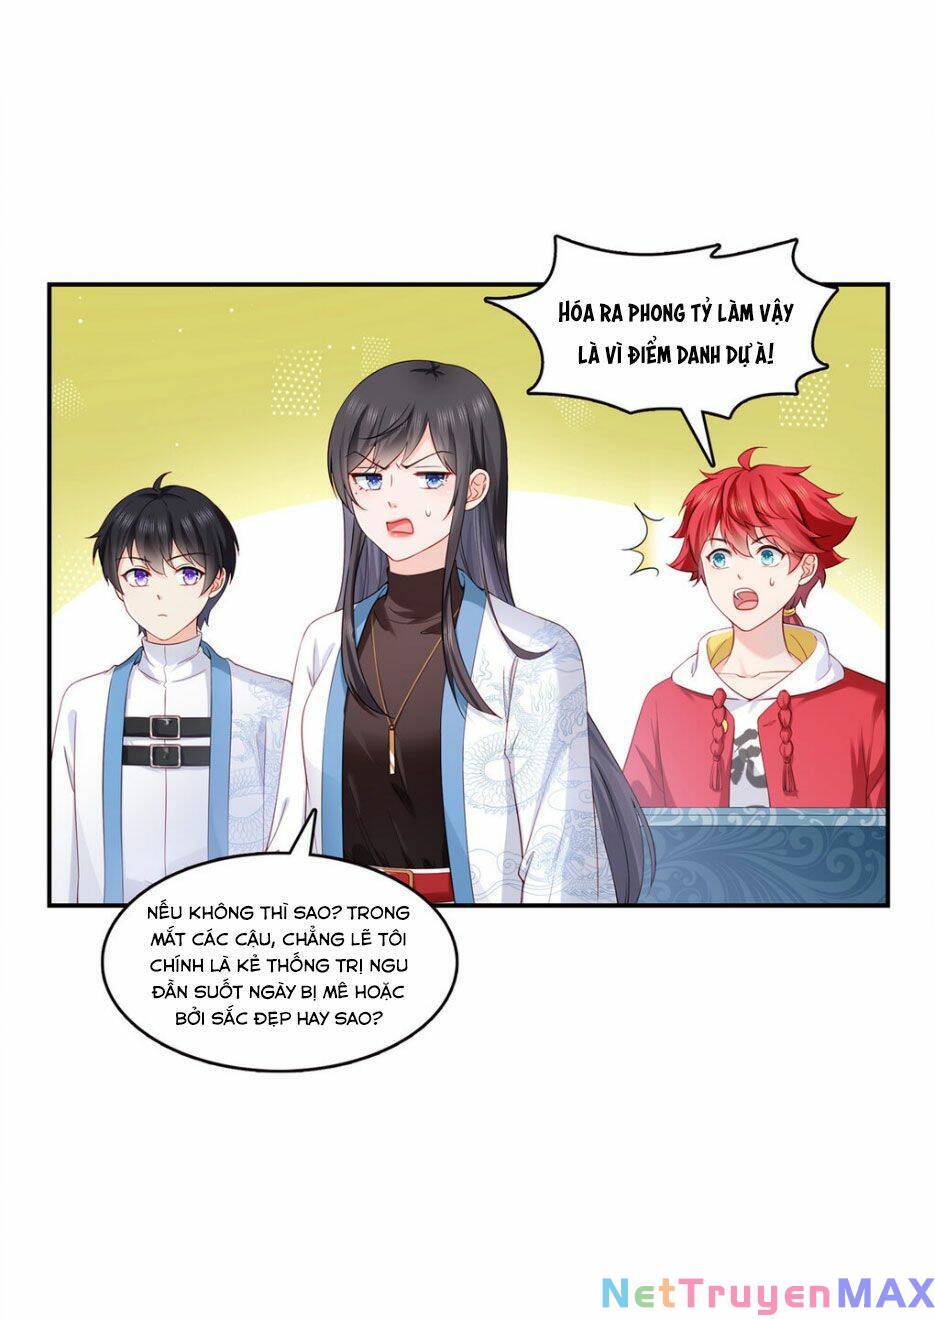 HÓA RA PHONG TỶ LÀM VẬY
LÀ VÌ ĐIỂM DANH DỰ À!
NẾU KHÔNG THÌ SAO? TRONG
MẮT CÁC CẬU, CHẲNG LẼ TÔI
CHÍNH LÀ KẺ THỐNG TRỊ NGU
ĐẦN SUỐT NGÀY BỊ MÊ HOẶC
BỞI SẮC ĐẸP HAY SAO?
NETTRUYENMAX